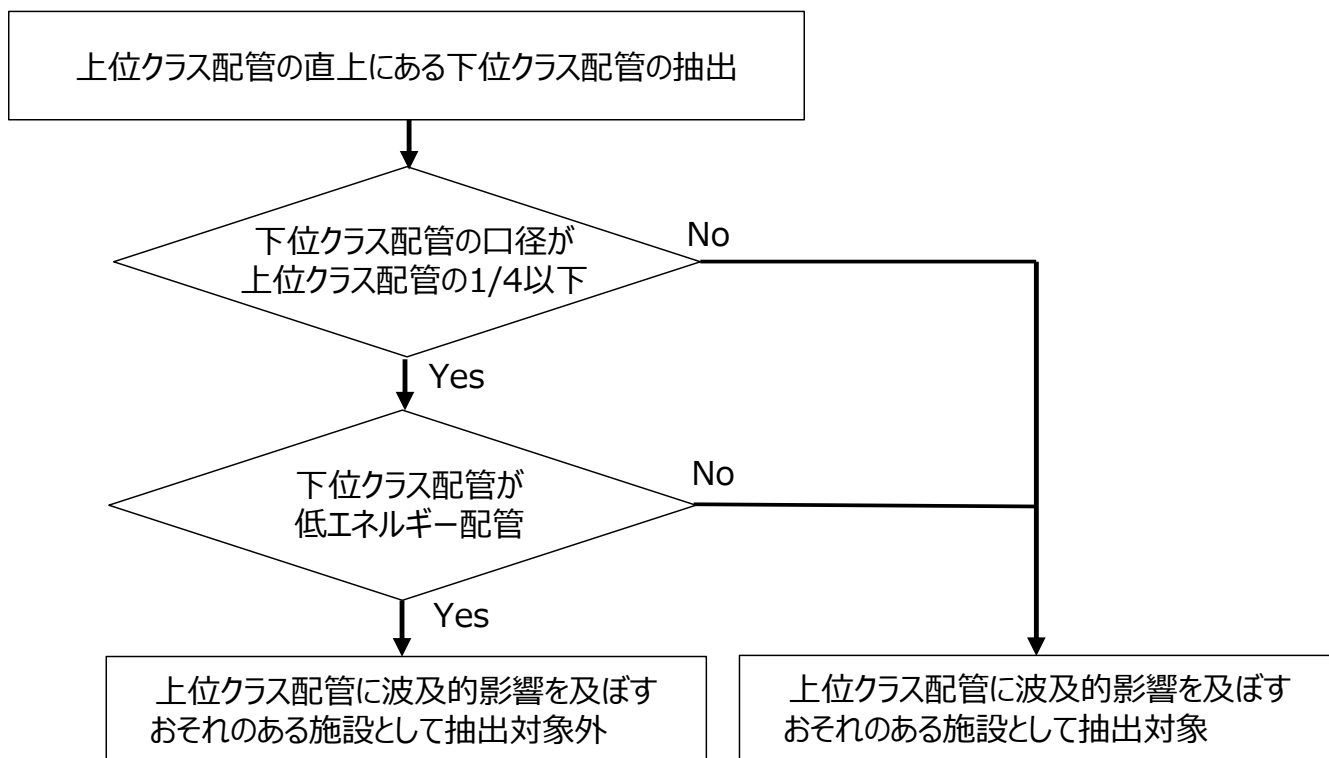 上位クラス配管の直上にある下位クラス配管の抽出
下位クラス配管の口径が
上位クラス配管の1/4以下
No
Yes
下位クラス配管が
低エネルギー配管
No
Yes
上位クラス配管に波及的影響を及ぼす
おそれのある施設として抽出対象外
上位クラス配管に波及的影響を及ぼす
おそれのある施設として抽出対象